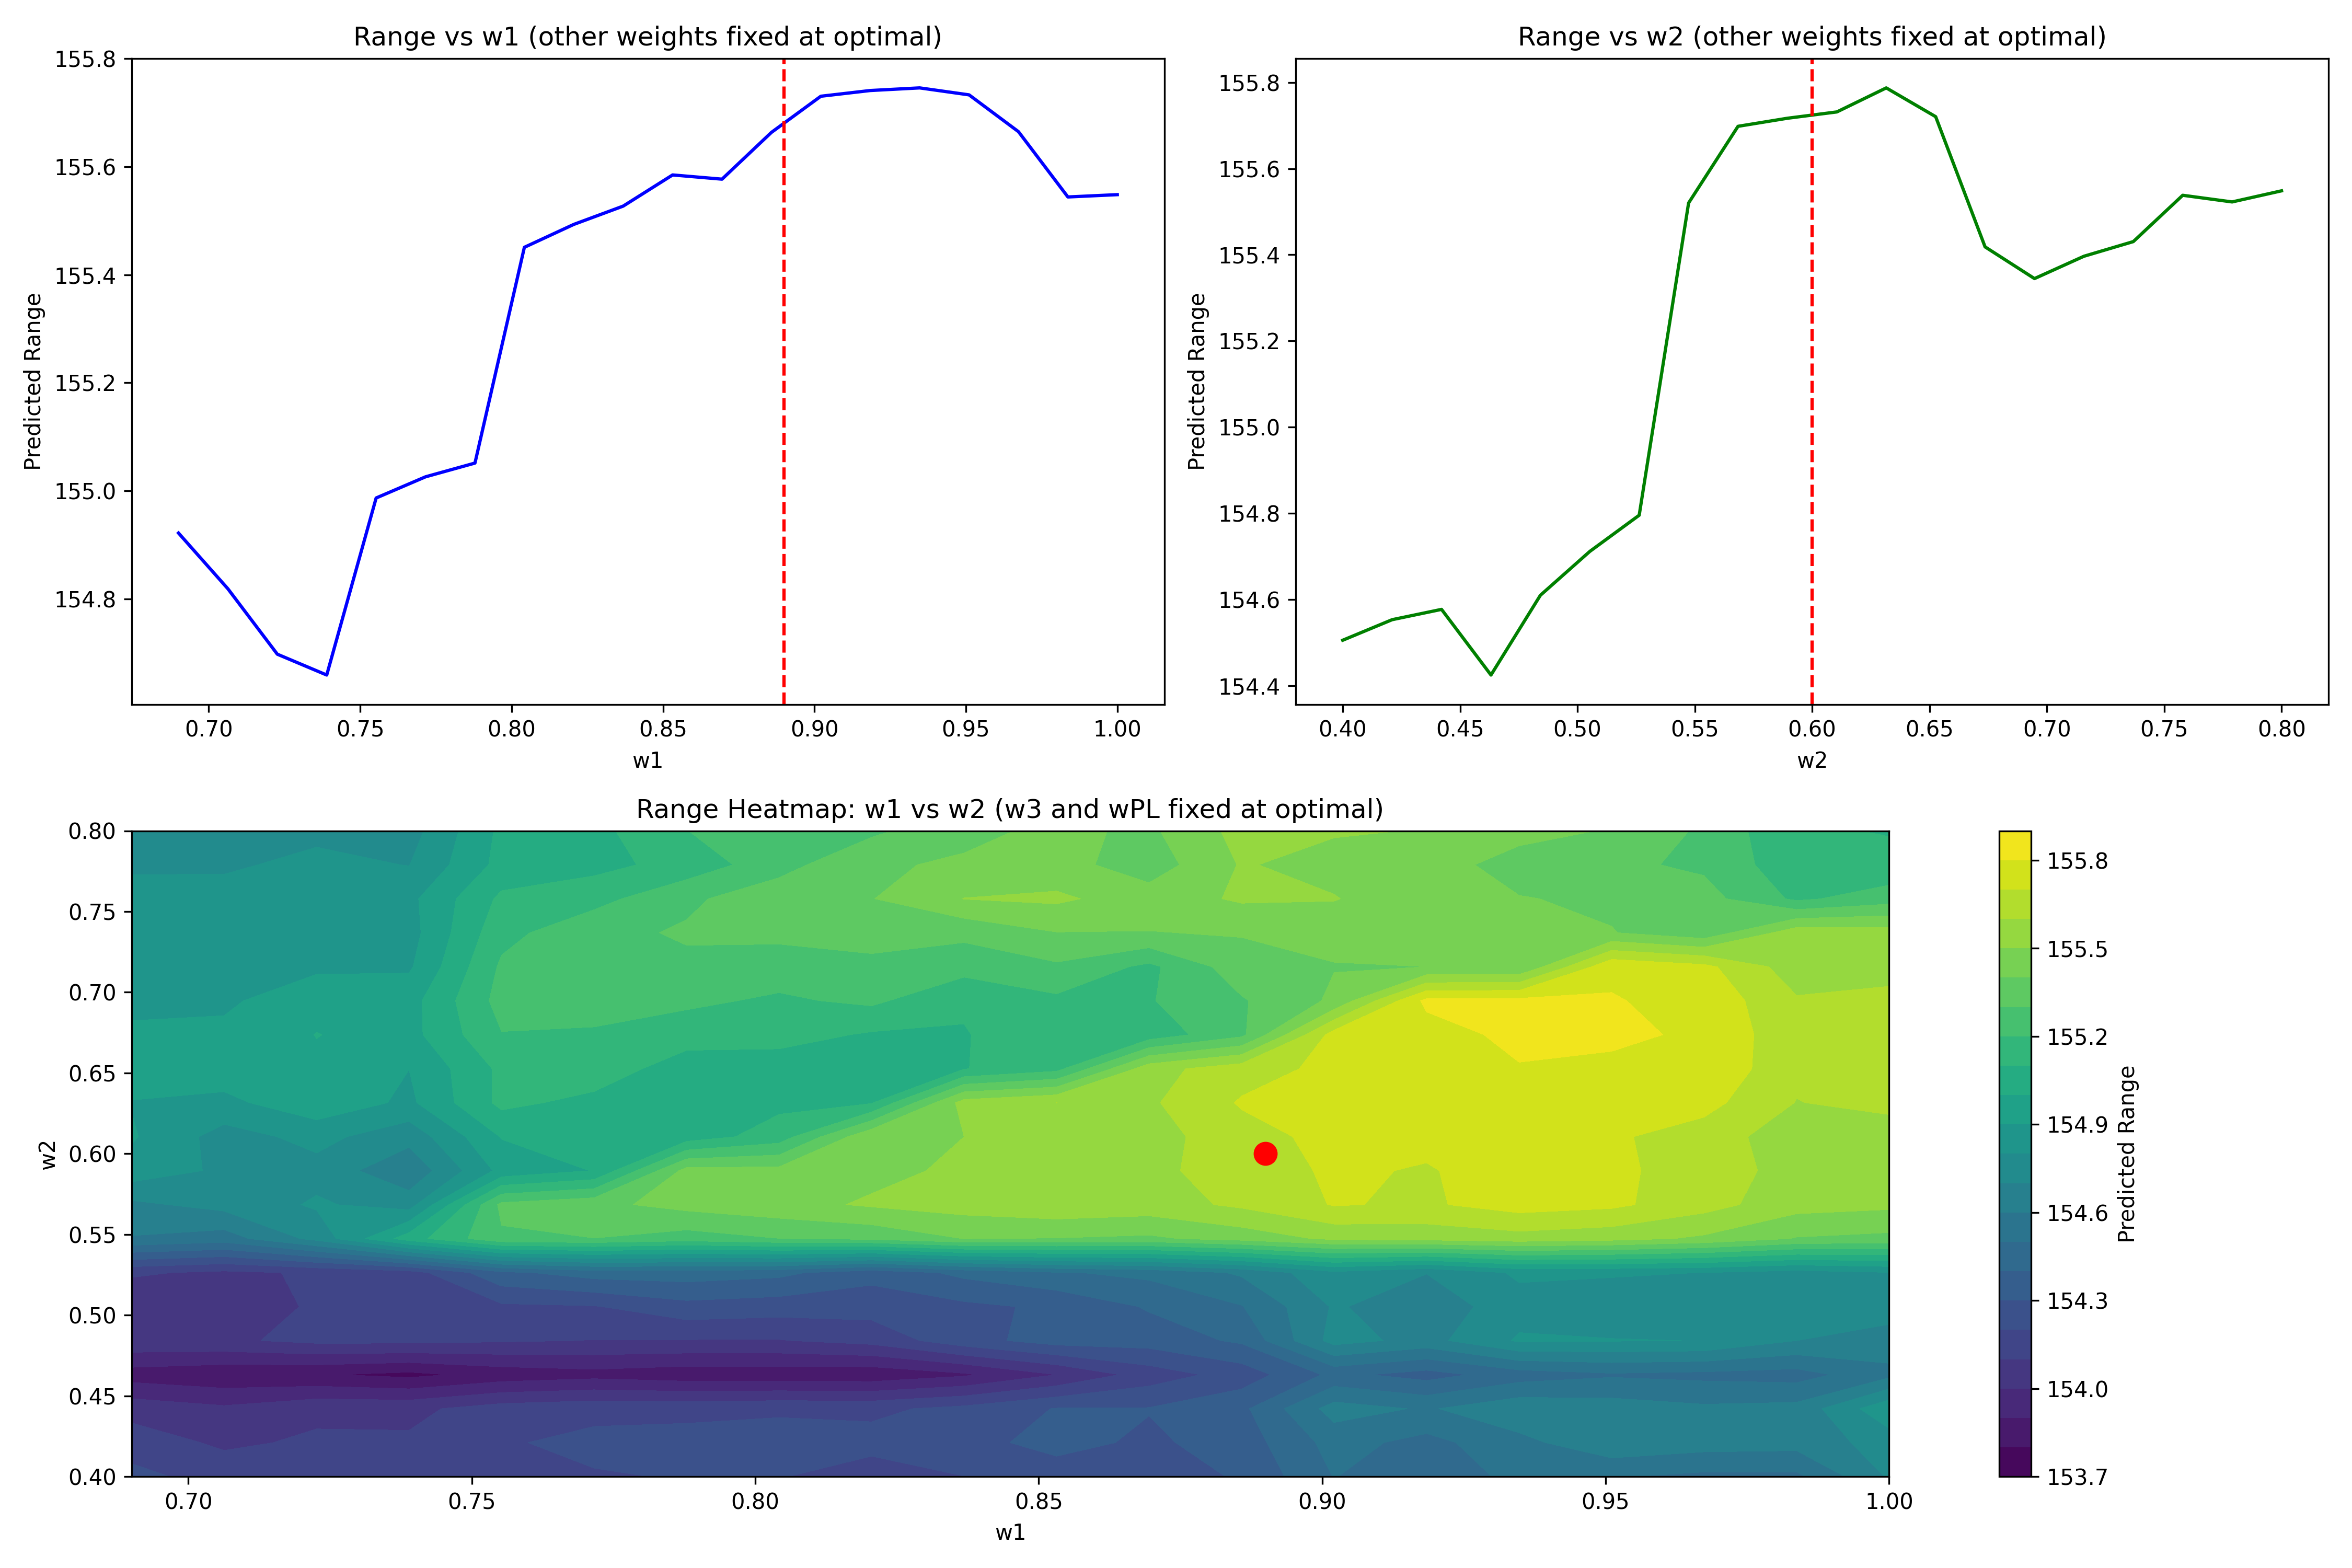 Range vs w1 (other weights fixed at optimal)
155.8
155.6
155.4
155.2
155.0
154.8
Predicted Range
0.70 0.75 0.80 0.85 0.90 0.95 1.00
w1
Range vs w2 (other weights fixed at optimal)
155.8
155.6
155.4
155.2
155.0
154.8
154.6
154.4
Predicted Range
0.40 0.45 0.50 0.55 0.60 0.65 0.70 0.75 0.80
w2
Range Heatmap: w1 vs w2 (w3 and wPL fixed at optimal)
0.80
0.75
0.70
0.65
0.60
0.55
0.50
0.45
0.40
w2
0.70 0.75 0.80 0.85 0.90 0.95 1.00
w1
155.8
155.5
155.2
154.9
154.6
154.3
154.0
153.7
Predicted Range